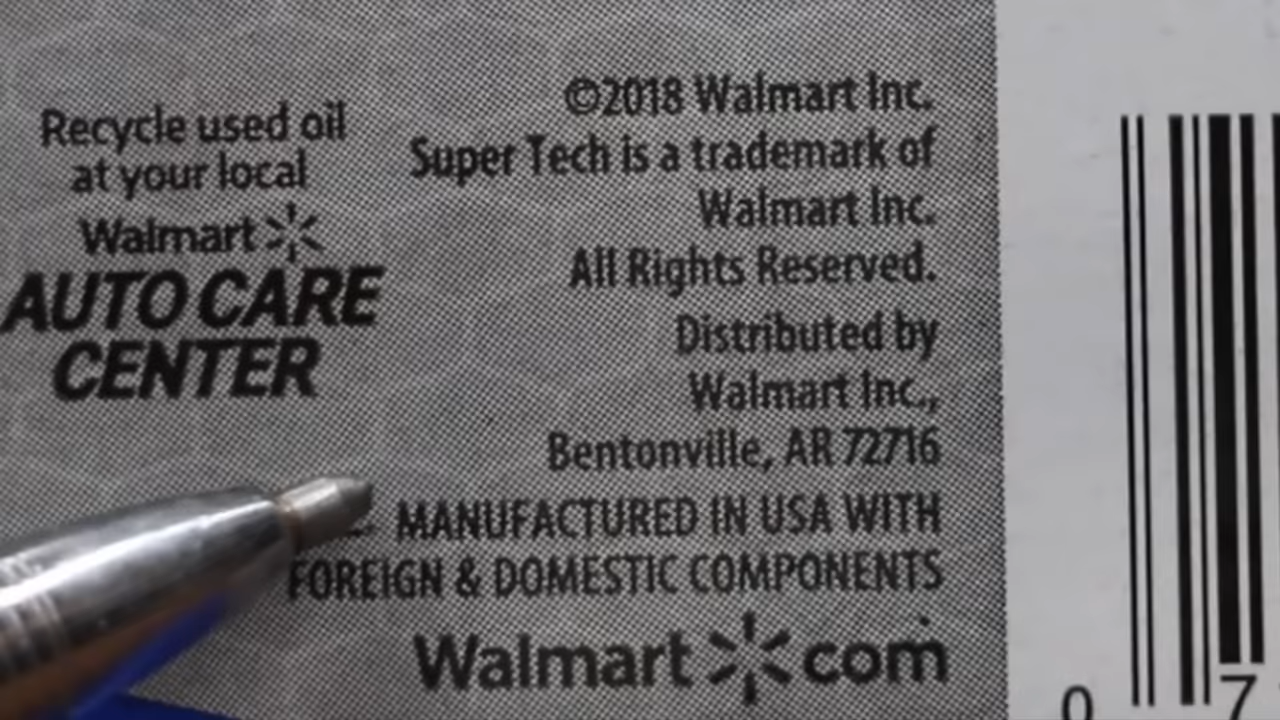 Recycle used oil
at your local
Walmart
AUTO CARE
CENTER
©2018 Walmart Inc.
Super Tech is a trademark of
Walmart Inc.
All Rights Reserved.
Distributed by
Walmart Inc.,
Bentonville, AR 72716
MANUFACTURED IN USA WITH
FOREIGN & DOMESTIC COMPONENTS
Walmart com
0 7